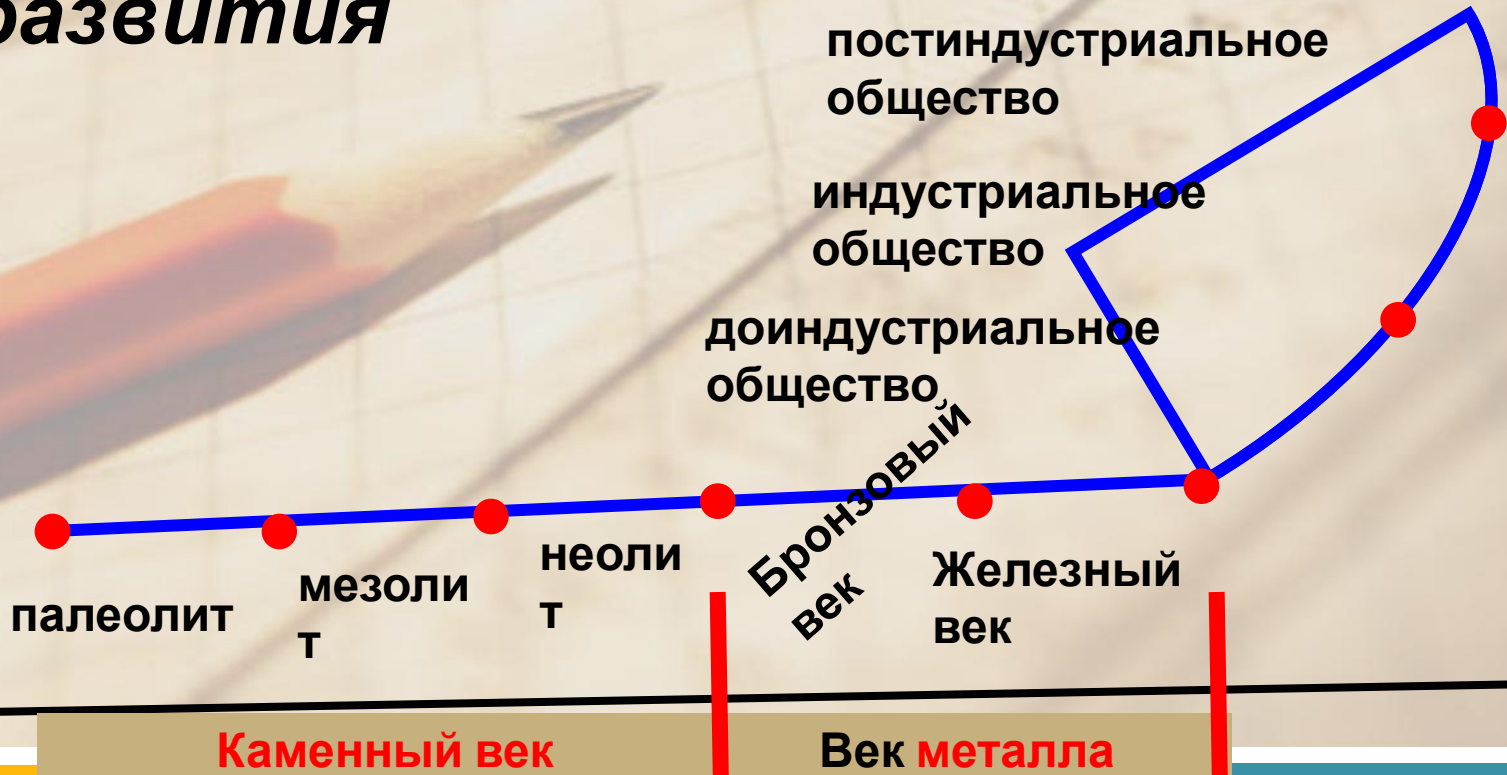 развития
постиндустриальное
общество
индустриальное
общество
доиндустриальное
общество
Бронзовый
век
неоли
т
мезоли
т
палеолит
Железный
век
Каменный век
Век металла